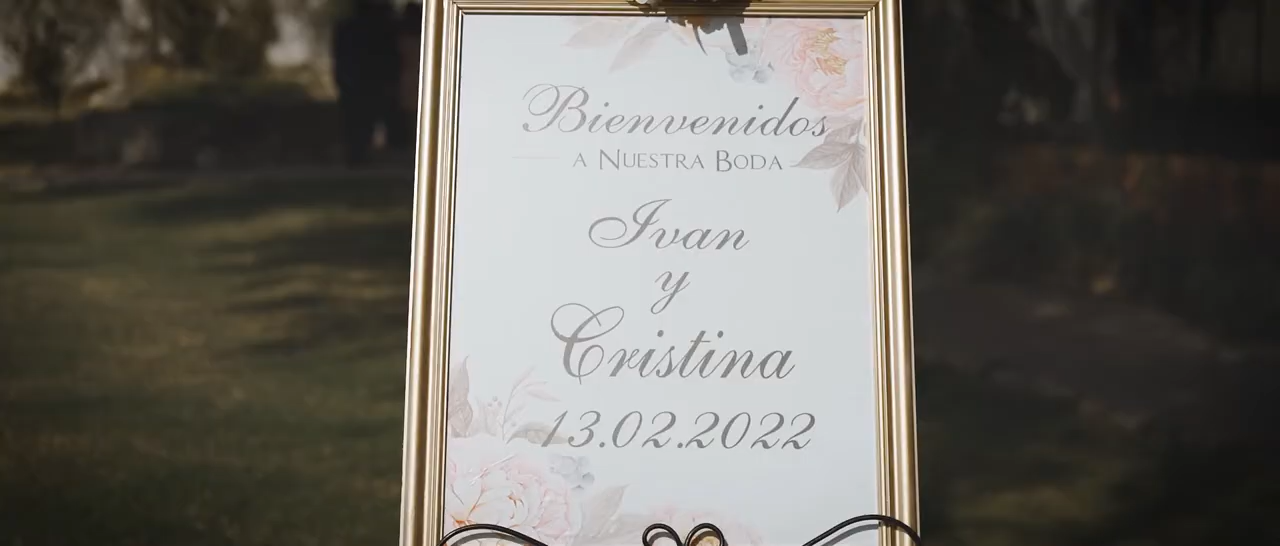 Bienvenidos
A NUESTRA BODA
Ivan
y
Cristina
13.02.2022